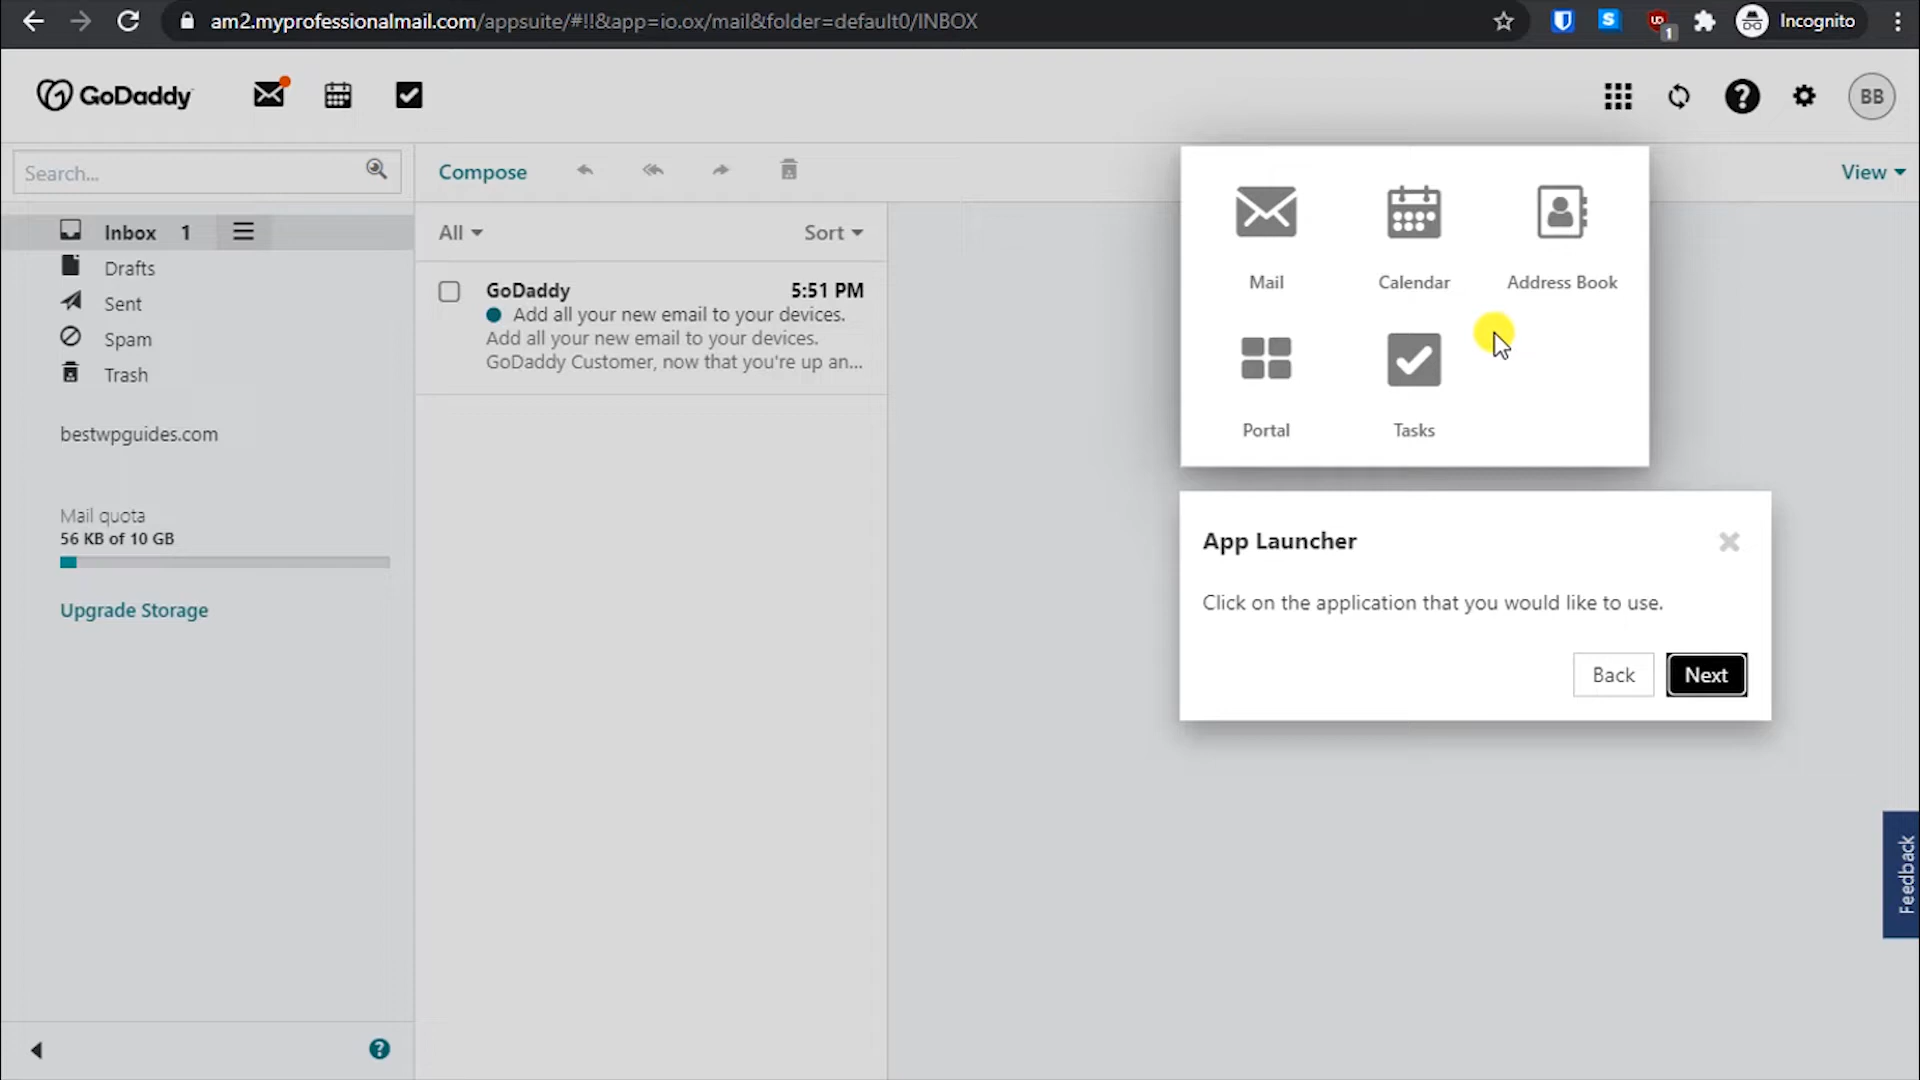 am2.myprofessionalmail.com/appsuite/#!!&app=io.ox/mail&folder=default0/INBOX
1
Incognito
GoDaddy
BB
Search...
Compose
View
Inbox 1
Drafts
Sent
Spam
Trash
bestwpguides.com
Mail quota
56 KB of 10 GB
Upgrade Storage
All
Sort
GoDaddy 5:51 PM
Add all your new email to your devices.
Add all your new email to your devices.
GoDaddy Customer, now that you're up an...
Mail
Calendar
Address Book
Portal
Tasks
App Launcher
Click on the application that you would like to use.
Back
Next
Feedback